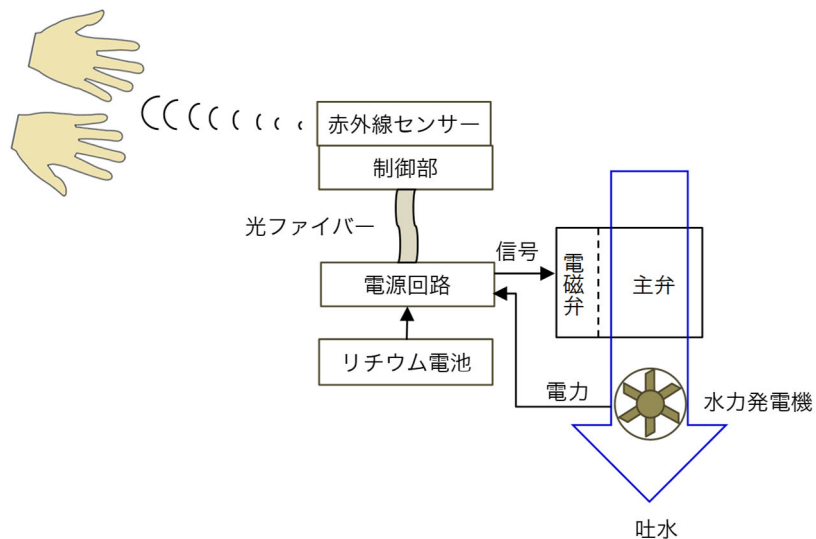 赤外線センサー
制御部
光ファイバー
信号
電磁弁
主弁
電源回路
リチウム電池
電力
水力発電機
吐水